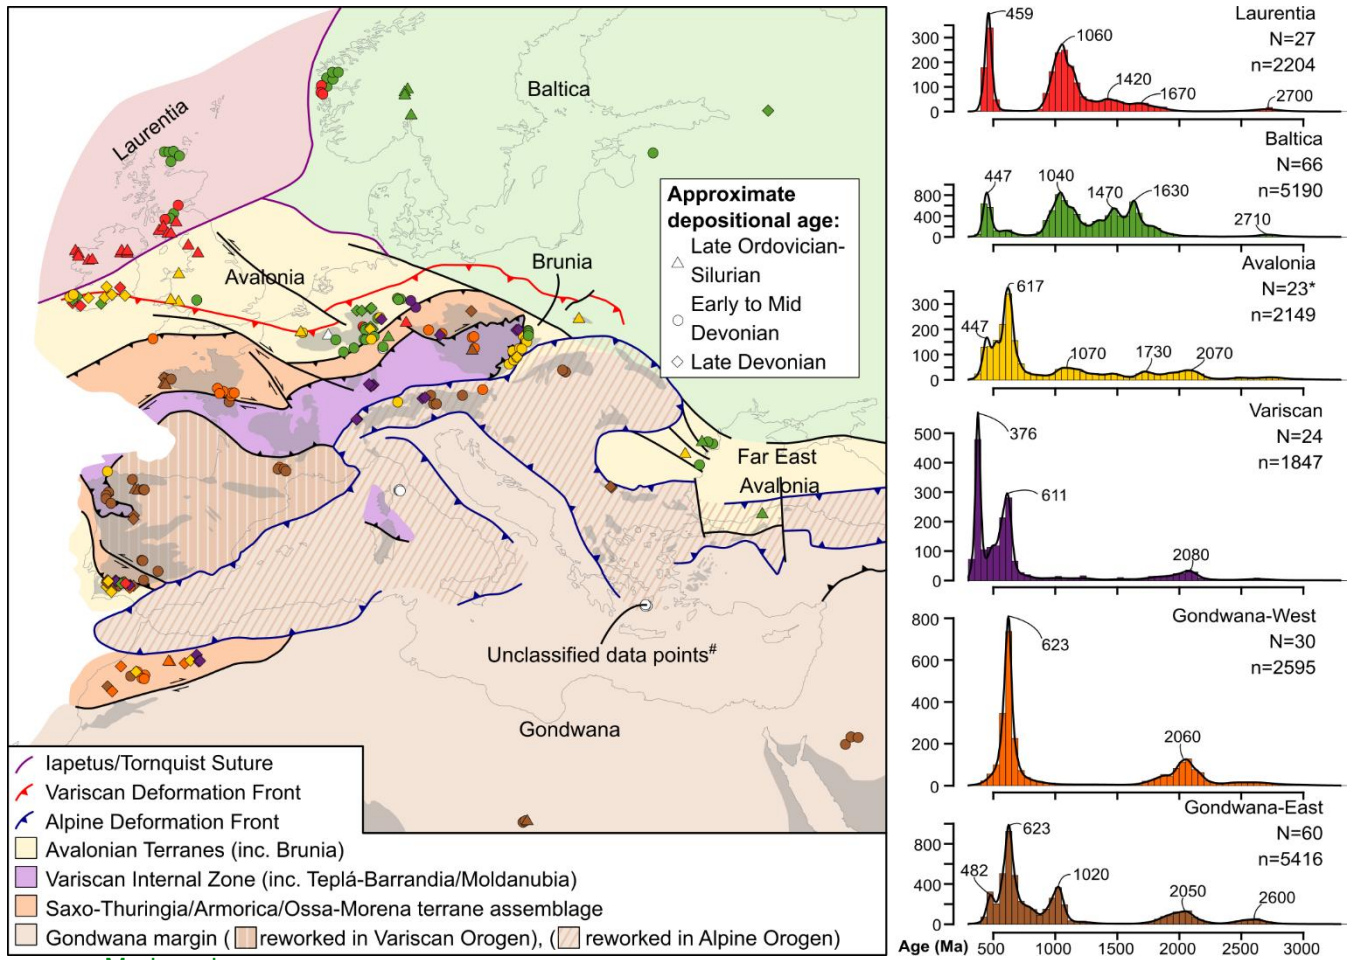 Laurentia
Baltica
Approximate
depositional age:
Late Ordovician-
Silurian
Early to Mid
Devonian
Late Devonian
Avalonia
Brunia
Far East
Avalonia
Unclassified data points#
Gondwana
Iapetus/Tornquist Suture
Variscan Deformation Front
Alpine Deformation Front
Avalonian Terranes (inc. Brunia)
Variscan Internal Zone (inc. Teplá-Barrandia/Moldanubia)
Saxo-Thuringia/Armorica/Ossa-Morena terrane assemblage
Gondwana margin ( reworked in Variscan Orogen), ( reworked in Alpine Orogen)
Laurentia
N=27
n=2204
459
1060
1420
1670
2700
300
200
100
0
Baltica
N=66
n=5190
447
1040
1470
1630
2710
800
400
0
Avalonia
N=23*
n=2149
617
447
1070
1730
2070
300
200
100
0
Variscan
N=24
n=1847
376
611
2080
500
400
300
200
100
0
Gondwana-West
N=30
n=2595
623
2060
800
600
400
200
0
Gondwana-East
N=60
n=5416
623
482
1020
2050
2600
1200
800
400
0
Age (Ma) 500 1000 1500 2000 2500 3000